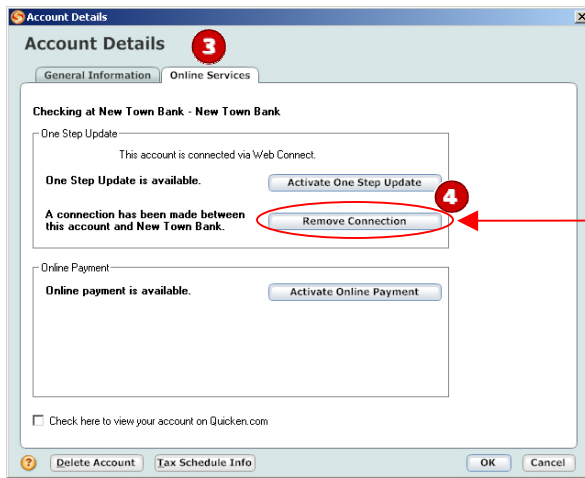 Account Details
Account Details
3
General Information
Online Services
Checking at New Town Bank - New Town Bank
One Step Update
This account is connected via Web Connect.
One Step Update is available.
Activate One Step Update
4
A connection has been made between
this account and New Town Bank.
Remove Connection
Online Payment
Online payment is available.
Activate Online Payment
Check here to view your account on Quicken.com
? Delete Account Tax Schedule Info OK Cancel